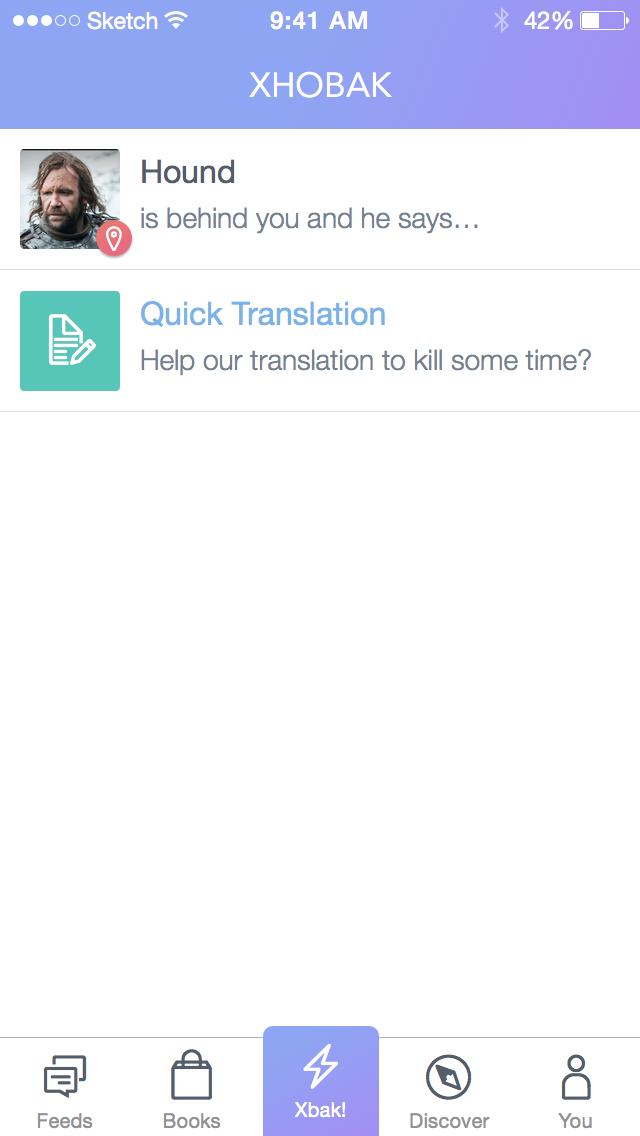 Sketch 9:41 AM 42%
XHOBAK
Hound
is behind you and he says…
Quick Translation
Help our translation to kill some time?
Feeds Books Xbak! Discover You